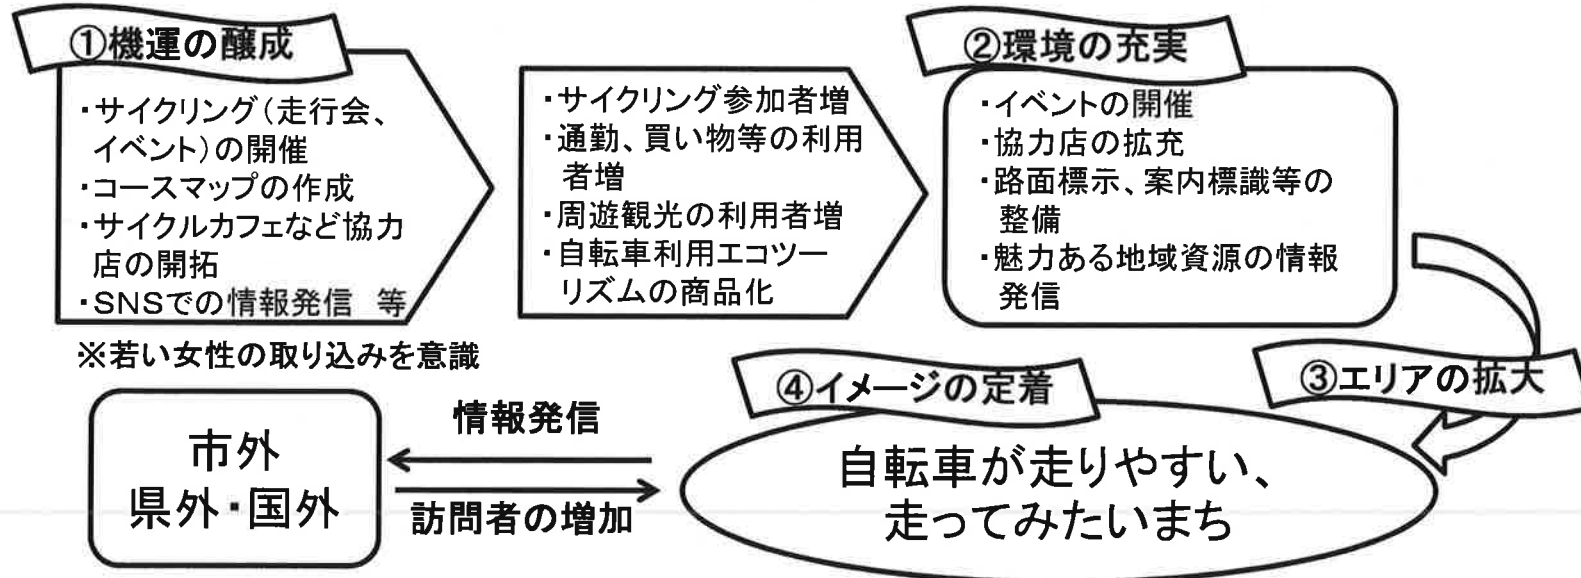 ①機運の醸成
・サイクリング(走行会、
イベント)の開催
・コースマップの作成
・サイクルカフェなど協力
店の開拓
・SNSでの情報発信 等
※若い女性の取り込みを意識
・サイクリング参加者増
・通勤、買い物等の利用
者増
・周遊観光の利用者増
・自転車利用エコツー
リズムの商品化
②環境の充実
・イベントの開催
・協力店の拡充
・路面標示、案内標識等の
整備
・魅力ある地域資源の情報
発信
③エリアの拡大
④イメージの定着
自転車が走りやすい、
走ってみたいまち
情報発信
訪問者の増加
市外
県外・国外